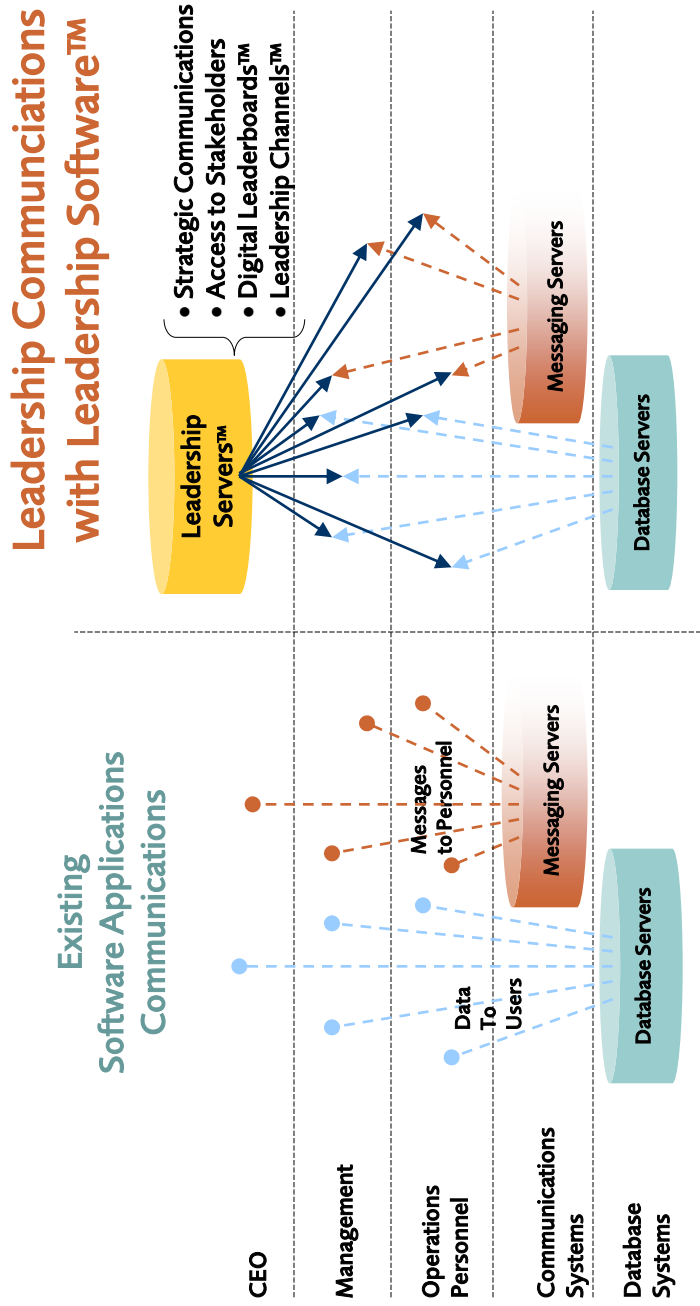 Existing
Software Applications
Communications
Leadership Communciations
with Leadership Software™
CEO
Leadership
Servers™
• Strategic Communications
• Access to Stakeholders
• Digital Leaderboards™
• Leadership Channels™
Management
Operations
Personnel
Data
To
Users
Messages
to Personnel
Communications
Systems
Messaging Servers
Messaging Servers
Database
Systems
Database Servers
Database Servers